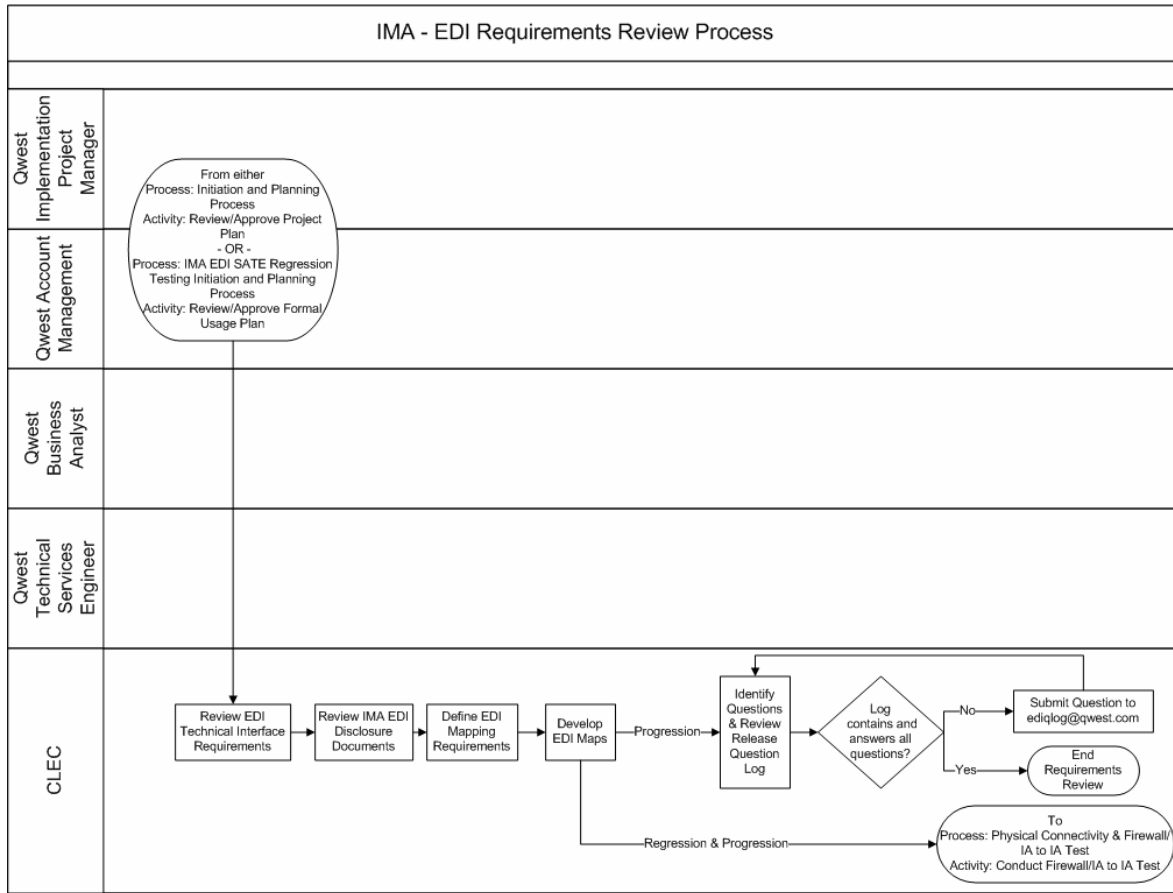 IMA - EDI Requirements Review Process
Qwest
Implementation
Project
Manager
From either
Process: Initiation and Planning
Process
Activity: Review/Approve Project
Plan
- OR -
Process: IMA EDI SATE Regression
Testing Initiation and Planning
Process
Activity: Review/Approve Formal
Usage Plan
Qwest Account
Management
Qwest
Business
Analyst
Qwest
Technical
Services
Engineer
CLEC
Review EDI
Technical Interface
Requirements
Review IMA EDI
Disclosure
Documents
Define EDI
Mapping
Requirements
Develop
EDI Maps
Progression
Identify
Questions
& Review
Release
Question
Log
Log
contains and
answers all
questions?
No
Submit Question to
ediqlog@qwest.com
Yes
End
Requirements
Review
Regression & Progression
To
Process: Physical Connectivity & Firewall/
IA to IA Test
Activity: Conduct Firewall/IA to IA Test